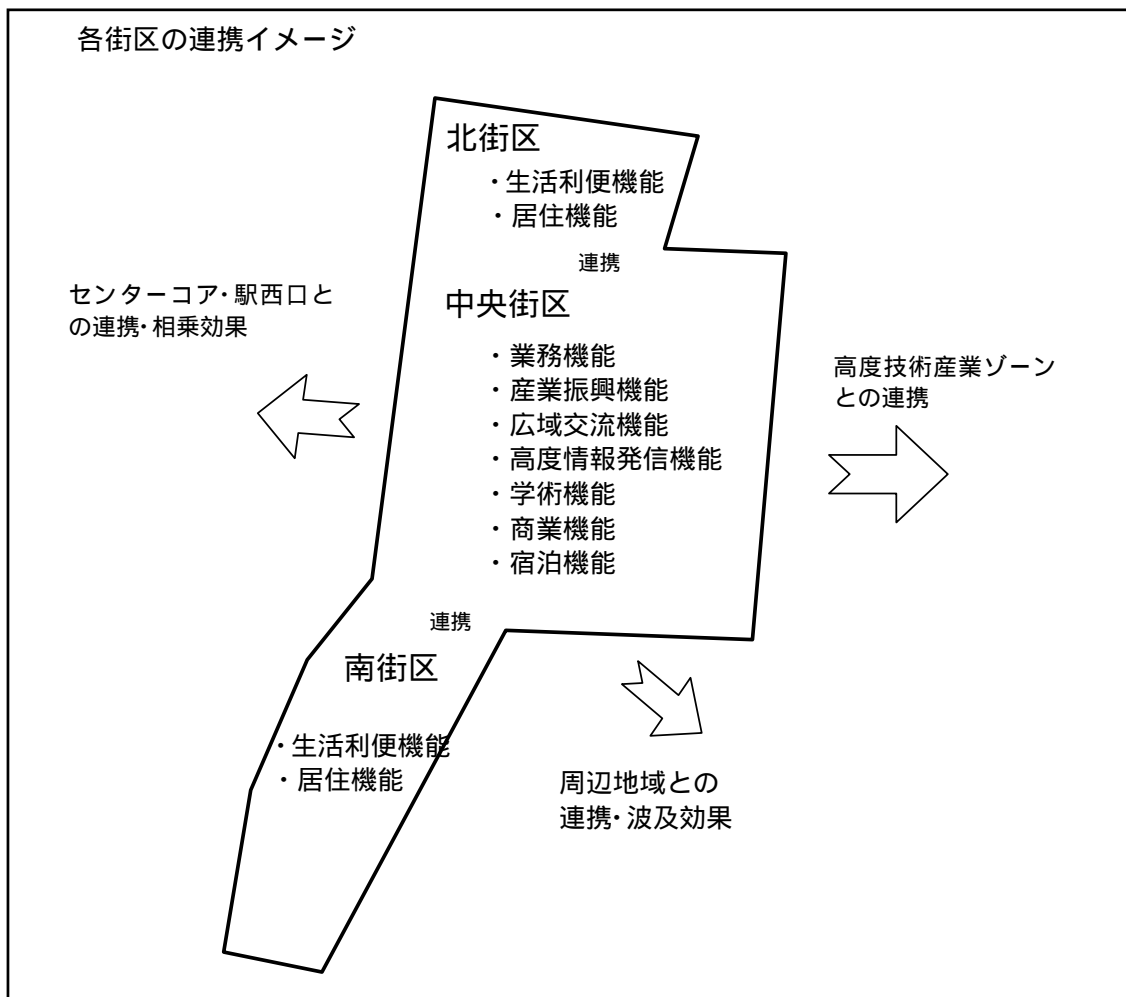 各街区の連携イメージ
北街区
・生活利便機能
・居住機能
連携
センターコア・駅西口と
の連携・相乗効果
中央街区
・業務機能
・産業振興機能
・広域交流機能
・高度情報発信機能
・学術機能
・商業機能
・宿泊機能
高度技術産業ゾーン
との連携
連携
南街区
・生活利便機能
・居住機能
周辺地域との
連携・波及効果